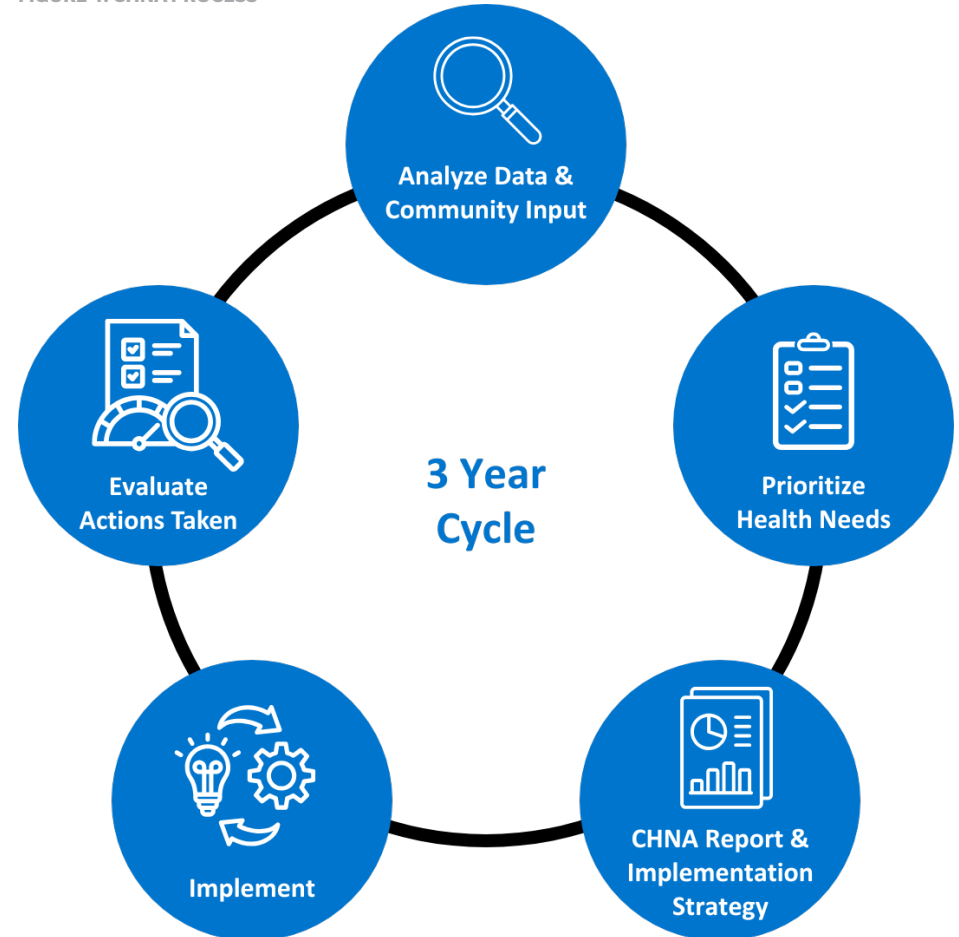 Analyze Data &
Community Input
Prioritize
Health Needs
CHNA Report &
Implementation
Strategy
Implement
Evaluate
Actions Taken
3 Year
Cycle